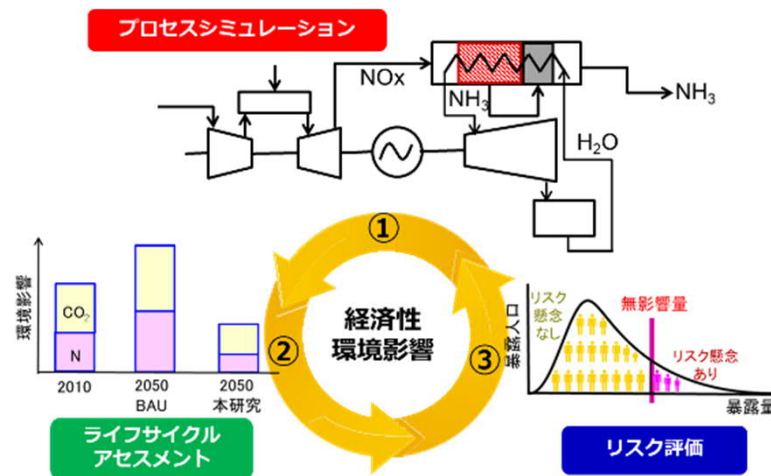 プロセスシミュレーション
NOx
NH₃
NH₃
H₂O
①
②
③
経済性
環境影響
環境影響
CO₂
N
2010
2050
BAU
2050
本研究
ライフサイクル
アセスメント
暴露人口
リスク
懸念
なし
無影響量
リスク懸念
あり
暴露量
リスク評価